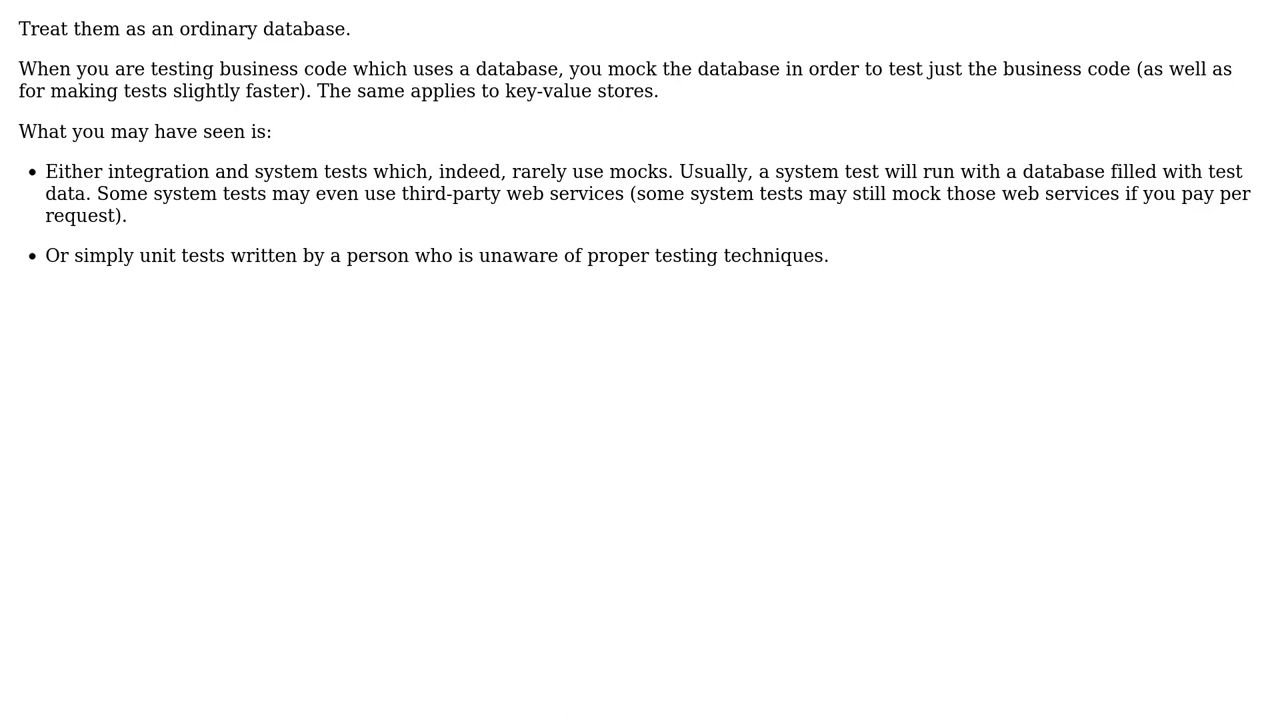 Treat them as an ordinary database.
When you are testing business code which uses a database, you mock the database in order to test just the business code (as well as
for making tests slightly faster). The same applies to key-value stores.
What you may have seen is:
• Either integration and system tests which, indeed, rarely use mocks. Usually, a system test will run with a database filled with test
data. Some system tests may even use third-party web services (some system tests may still mock those web services if you pay per
request).
• Or simply unit tests written by a person who is unaware of proper testing techniques.